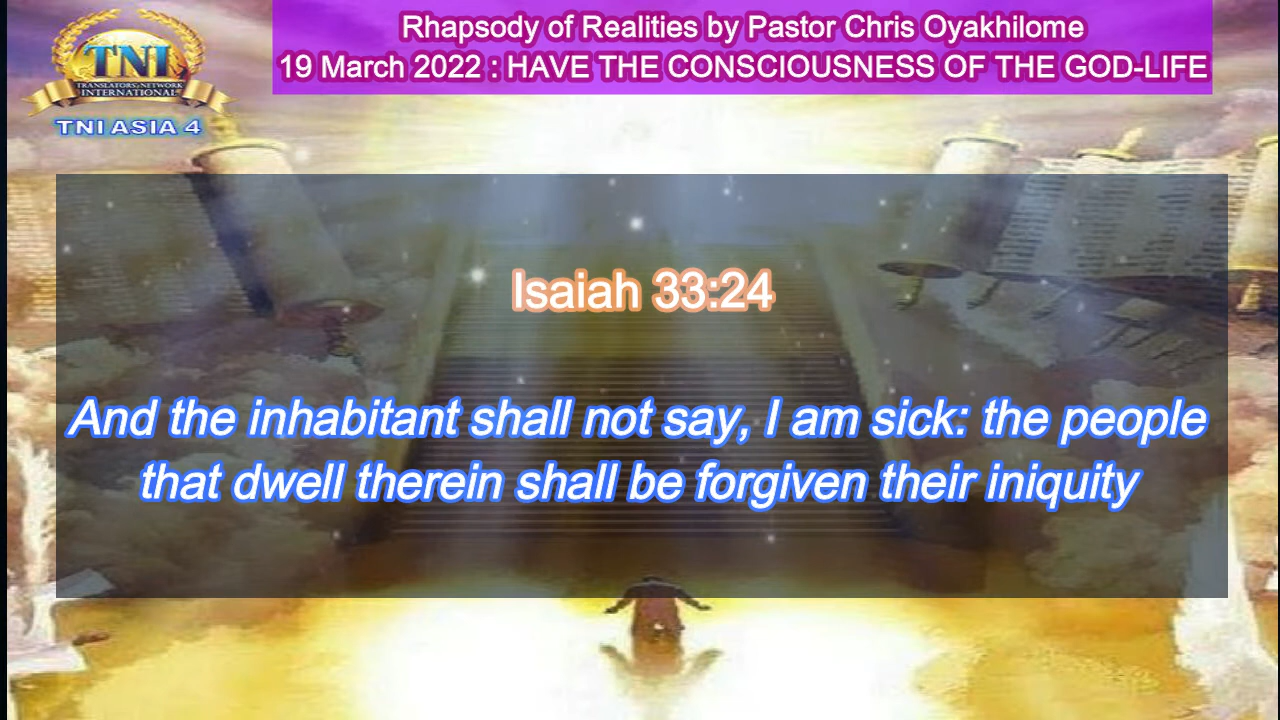 Rhapsody of Realities by Pastor Chris Oyakhilome
19 March 2022 : HAVE THE CONSCIOUSNESS OF THE GOD-LIFE
TNI
TRANSLATORS' NETWORK
INTERNATIONAL
TNI ASIA 4
Isaiah 33:24
And the inhabitant shall not say, I am sick: the people
that dwell therein shall be forgiven their iniquity